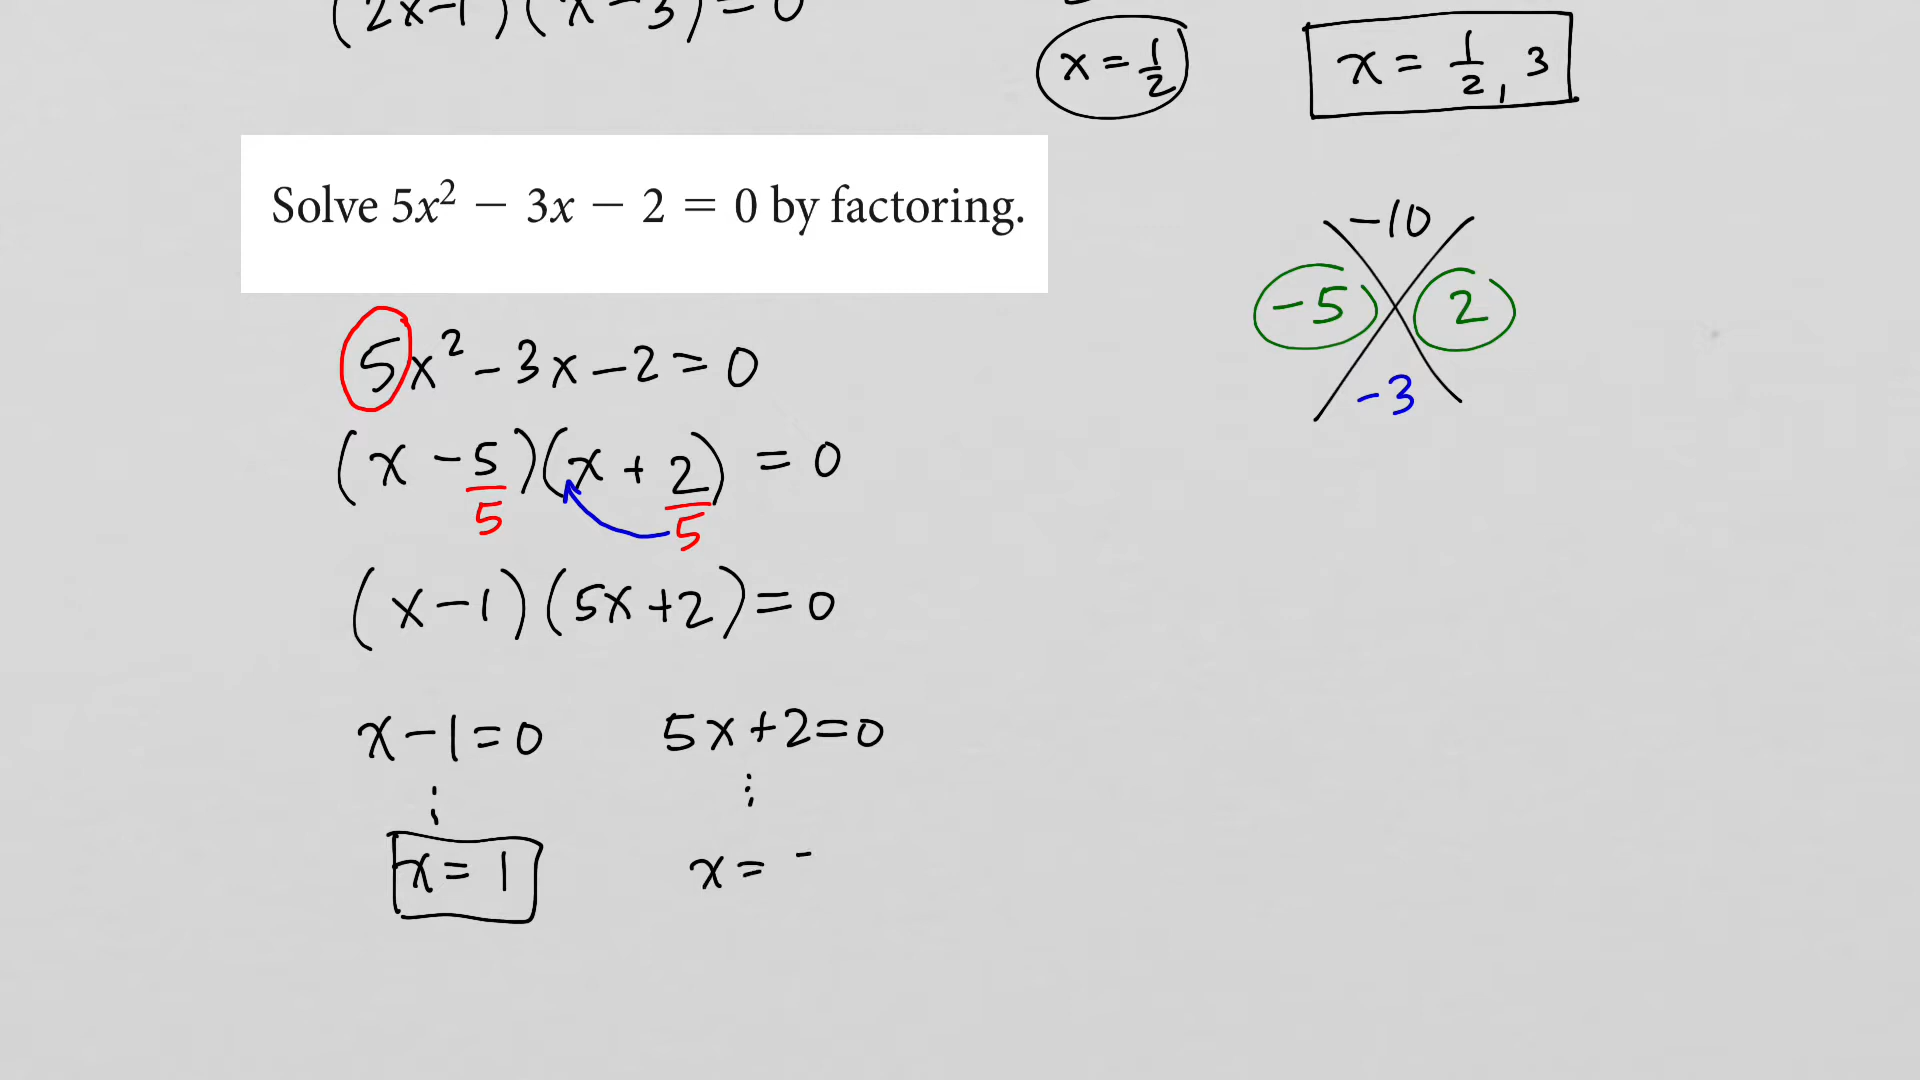 (2x-1)(x-3)=0
x = 1/2
x = 1/2, 3
Solve 5x² − 3x − 2 = 0 by factoring.
-10
-5 2
-3
5x² - 3x - 2 = 0
(x - 5/5)(x + 2/5) = 0
(x-1)(5x+2)=0
x-1=0 5x+2=0
x = 1 x = -